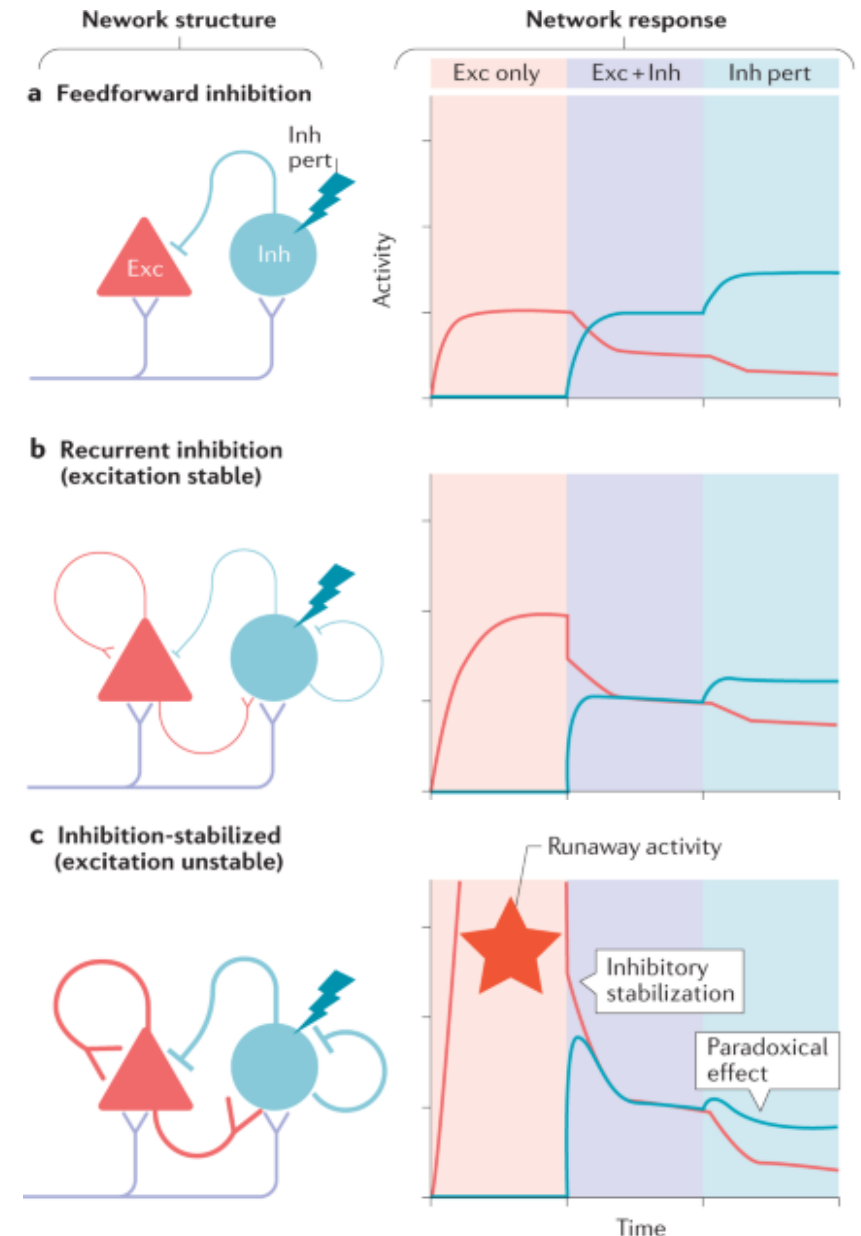 Nework structure
Network response
Exc only
Exc + Inh
Inh pert
a Feedforward inhibition
Inh
pert
Exc
Inh
Activity
b Recurrent inhibition
(excitation stable)
c Inhibition-stabilized
(excitation unstable)
Runaway activity
Inhibitory
stabilization
Paradoxical
effect
Time